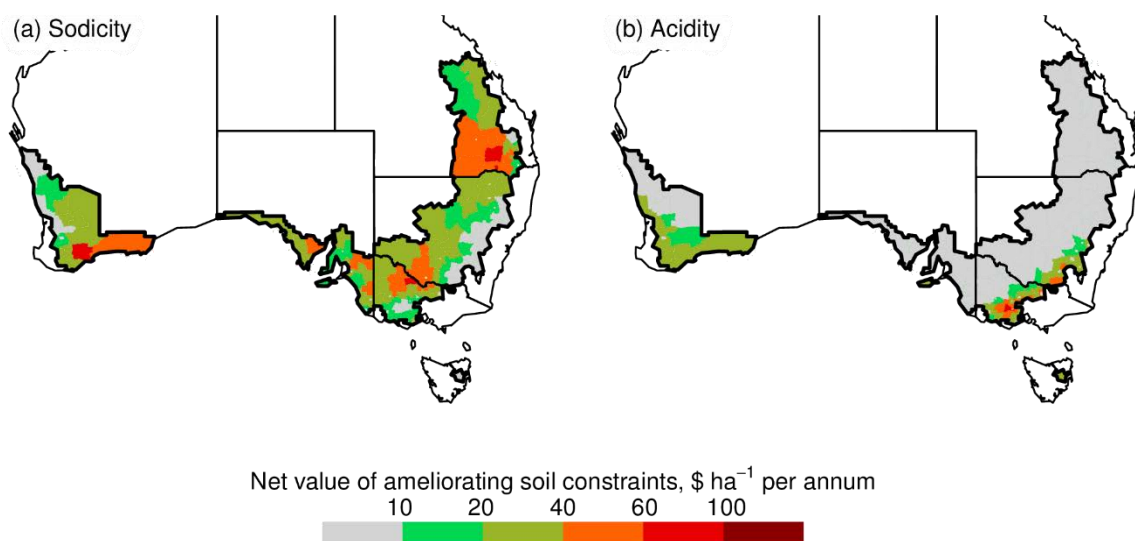 (a) Sodicity
(b) Acidity
Net value of ameliorating soil constraints, $ ha⁻¹ per annum
10 20 40 60 100